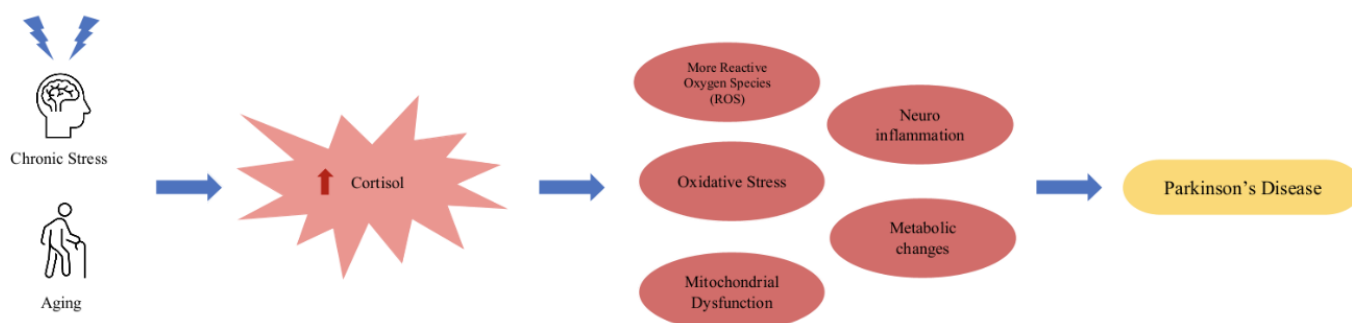 Chronic Stress
Aging
Cortisol
More Reactive
Oxygen Species
(ROS)
Oxidative Stress
Mitochondrial
Dysfunction
Neuro
inflammation
Metabolic
changes
Parkinson’s Disease